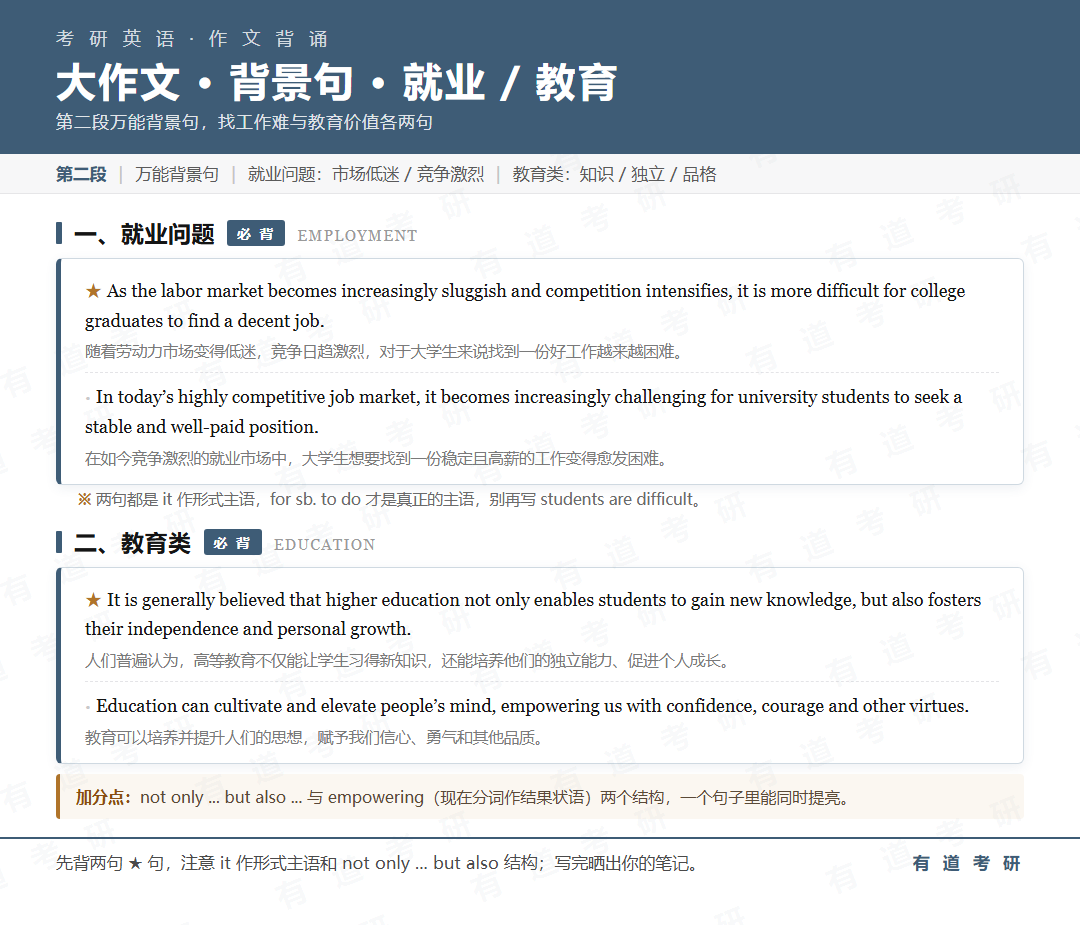 考研英语·作文背诵
大作文·背景句·就业 / 教育
第二段万能背景句，找工作难与教育价值各两句
第二段 | 万能背景句 | 就业问题：市场低迷 / 竞争激烈 | 教育类：知识 / 独立 / 品格
一、就业问题 必背 EMPLOYMENT
★ As the labor market becomes increasingly sluggish and competition intensifies, it is more difficult for college
graduates to find a decent job.
随着劳动力市场变得低迷，竞争日趋激烈，对于大学生来说找到一份好工作越来越困难。
· In today’s highly competitive job market, it becomes increasingly challenging for university students to seek a
stable and well-paid position.
在如今竞争激烈的就业市场中，大学生想要找到一份稳定且高薪的工作变得愈发困难。
※ 两句都是 it 作形式主语，for sb. to do 才是真正的主语，别再写 students are difficult。
二、教育类 必背 EDUCATION
★ It is generally believed that higher education not only enables students to gain new knowledge, but also fosters
their independence and personal growth.
人们普遍认为，高等教育不仅能让学生习得新知识，还能培养他们的独立能力、促进个人成长。
· Education can cultivate and elevate people’s mind, empowering us with confidence, courage and other virtues.
教育可以培养并提升人们的思想，赋予我们信心、勇气和其他品质。
加分点：not only ... but also ... 与 empowering（现在分词作结果状语）两个结构，一个句子里能同时提亮。
先背两句 ★ 句，注意 it 作形式主语和 not only ... but also 结构；写完晒出你的笔记。
有道考研